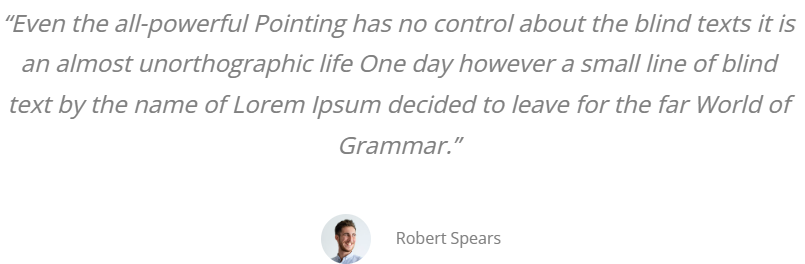 “Even the all-powerful Pointing has no control about the blind texts it is
an almost unorthographic life One day however a small line of blind
text by the name of Lorem Ipsum decided to leave for the far World of
Grammar.”
Robert Spears